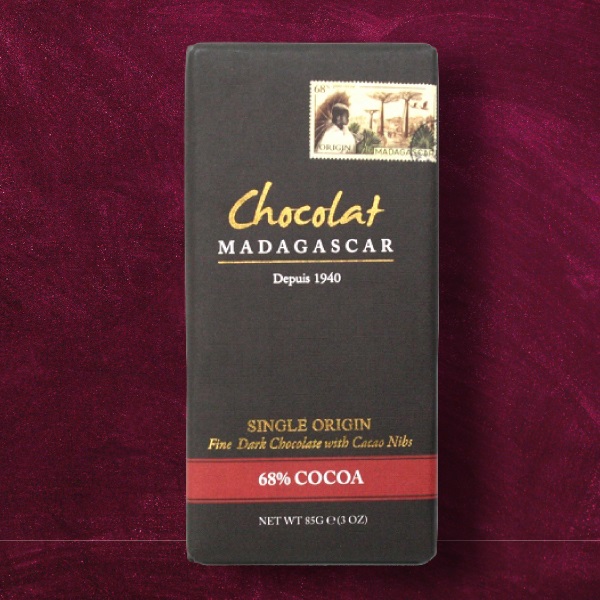 68%
ORIGIN
MADAGASCAR
Chocolat
MADAGASCAR
Depuis 1940
SINGLE ORIGIN
Fine Dark Chocolate with Cacao Nibs
68% COCOA
NET WT 85G ℮ (3 OZ)